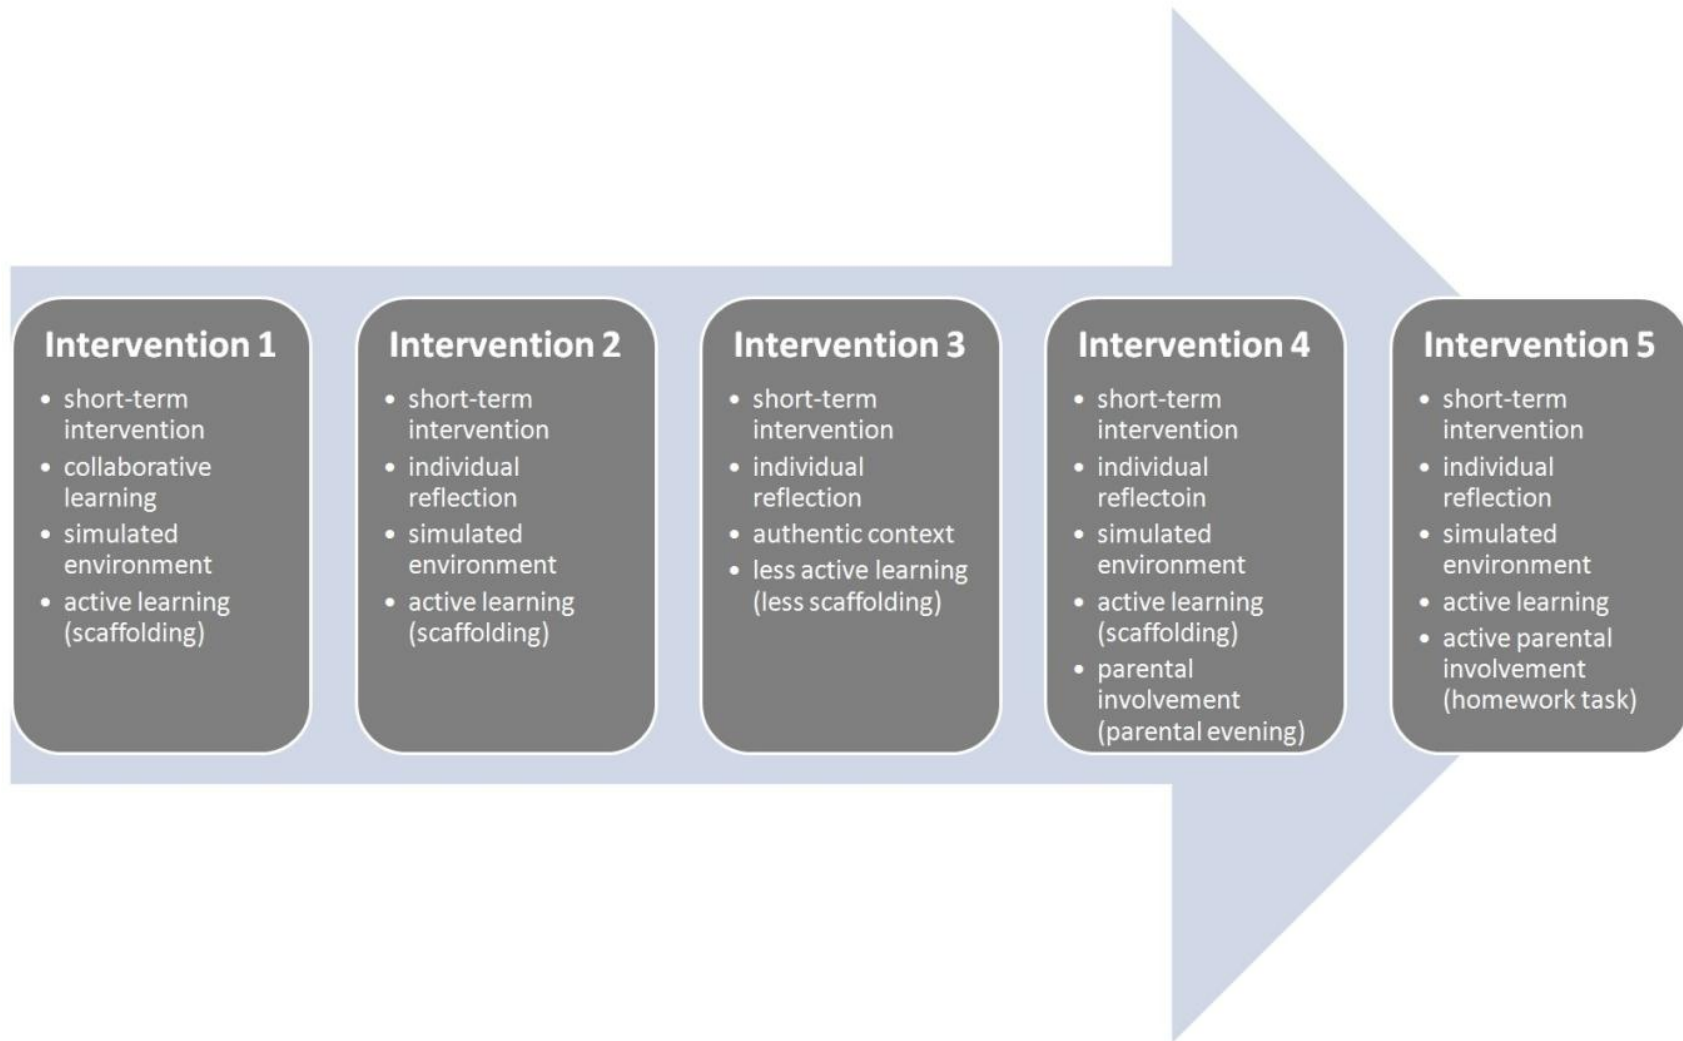 Intervention 1
• short-term
intervention
• collaborative
learning
• simulated
environment
• active learning
(scaffolding)
Intervention 2
• short-term
intervention
• individual
reflection
• simulated
environment
• active learning
(scaffolding)
Intervention 3
• short-term
intervention
• individual
reflection
• authentic context
• less active learning
(less scaffolding)
Intervention 4
• short-term
intervention
• individual
reflectoin
• simulated
environment
• active learning
(scaffolding)
• parental
involvement
(parental evening)
Intervention 5
• short-term
intervention
• individual
reflection
• simulated
environment
• active learning
• active parental
involvement
(homework task)